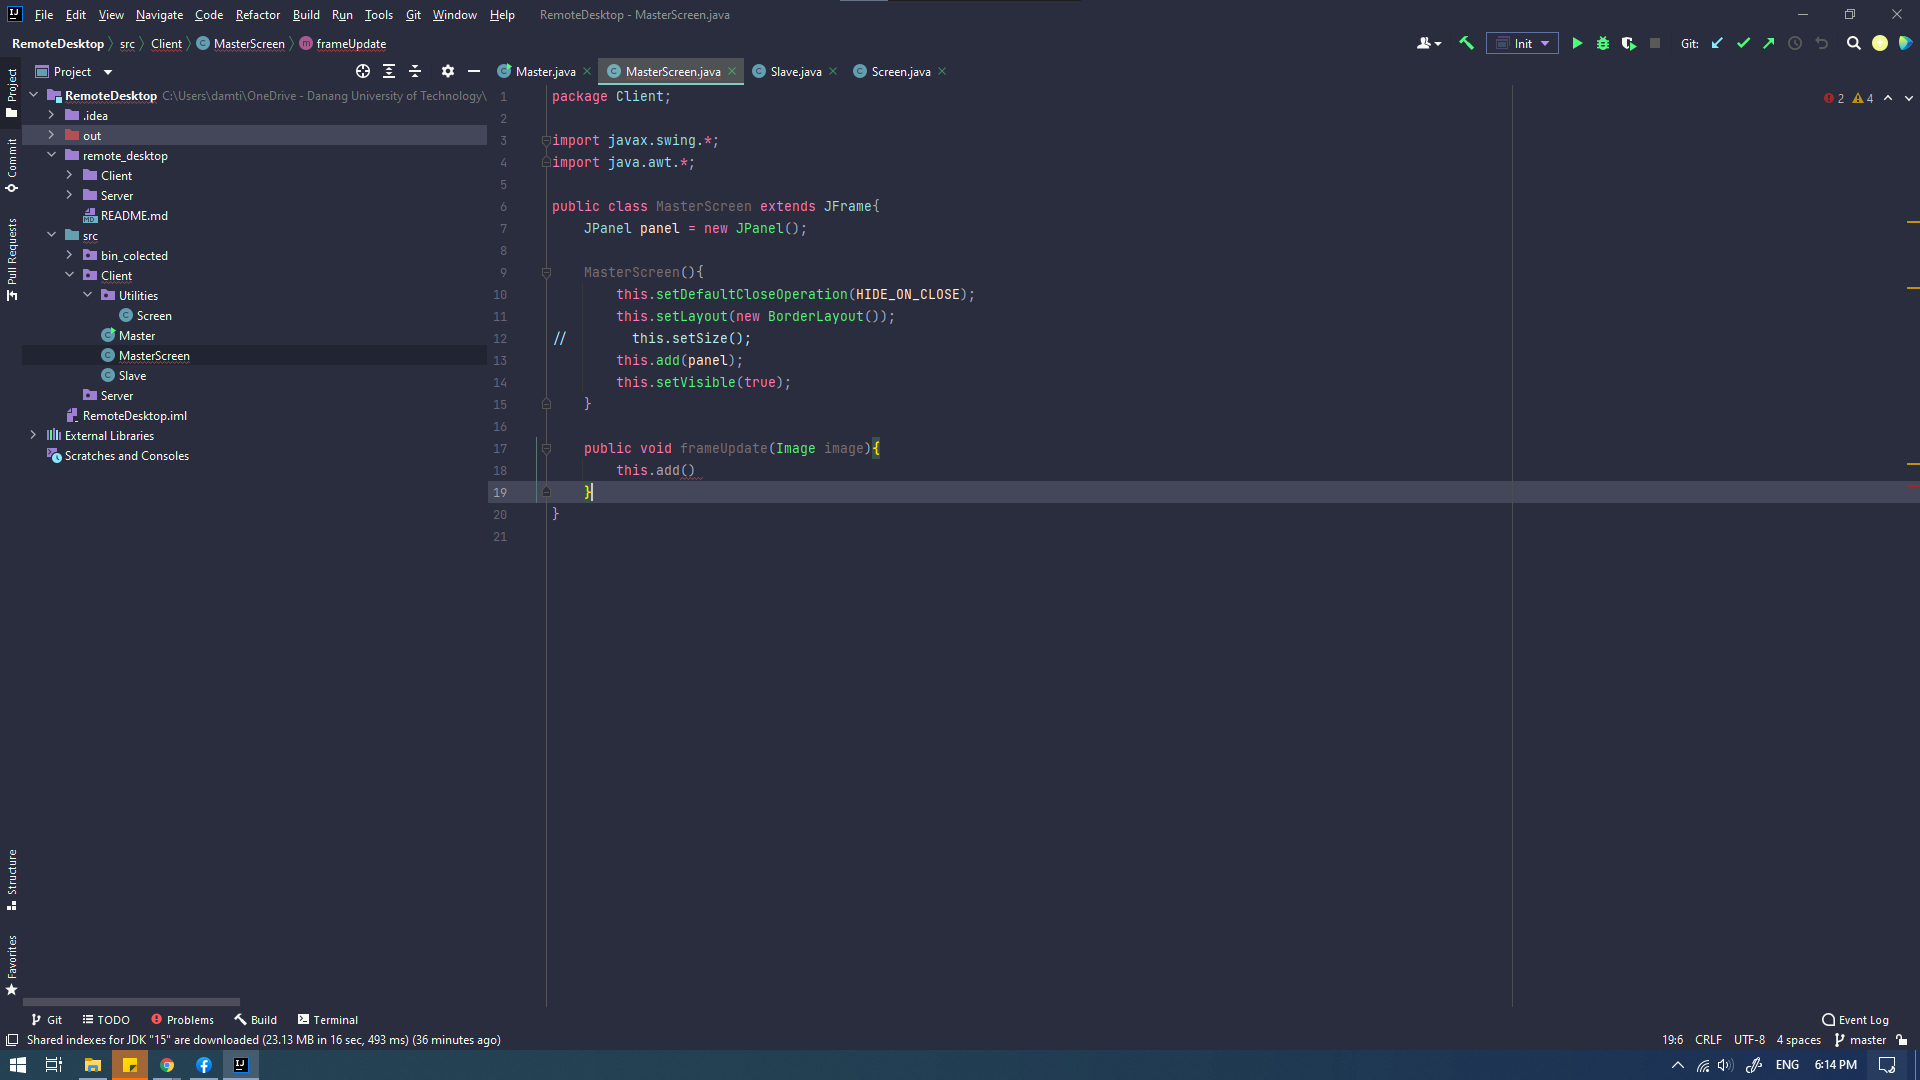 File Edit View Navigate Code Refactor Build Run Tools Git Window Help RemoteDesktop - MasterScreen.java
RemoteDesktop src Client MasterScreen frameUpdate Init Git:
Project
Master.java MasterScreen.java Slave.java Screen.java
RemoteDesktop C:\Users\damti\OneDrive - Danang University of Technology\
.idea
out
remote_desktop
Client
Server
README.md
src
bin_colected
Client
Utilities
Screen
Master
MasterScreen
Slave
Server
RemoteDesktop.iml
External Libraries
Scratches and Consoles
Project
Commit
Pull Requests
Structure
Favorites
2 4
1 package Client;
2
3 import javax.swing.*;
4 import java.awt.*;
5
6 public class MasterScreen extends JFrame{
7 JPanel panel = new JPanel();
8
9 MasterScreen(){
10 this.setDefaultCloseOperation(HIDE_ON_CLOSE);
11 this.setLayout(new BorderLayout());
12 // this.setSize();
13 this.add(panel);
14 this.setVisible(true);
15 }
16
17 public void frameUpdate(Image image){
18 this.add()
19 }
20 }
21
Git TODO Problems Build Terminal Event Log
Shared indexes for JDK "15" are downloaded (23.13 MB in 16 sec, 493 ms) (36 minutes ago) 19:6 CRLF UTF-8 4 spaces master
ENG 6:14 PM